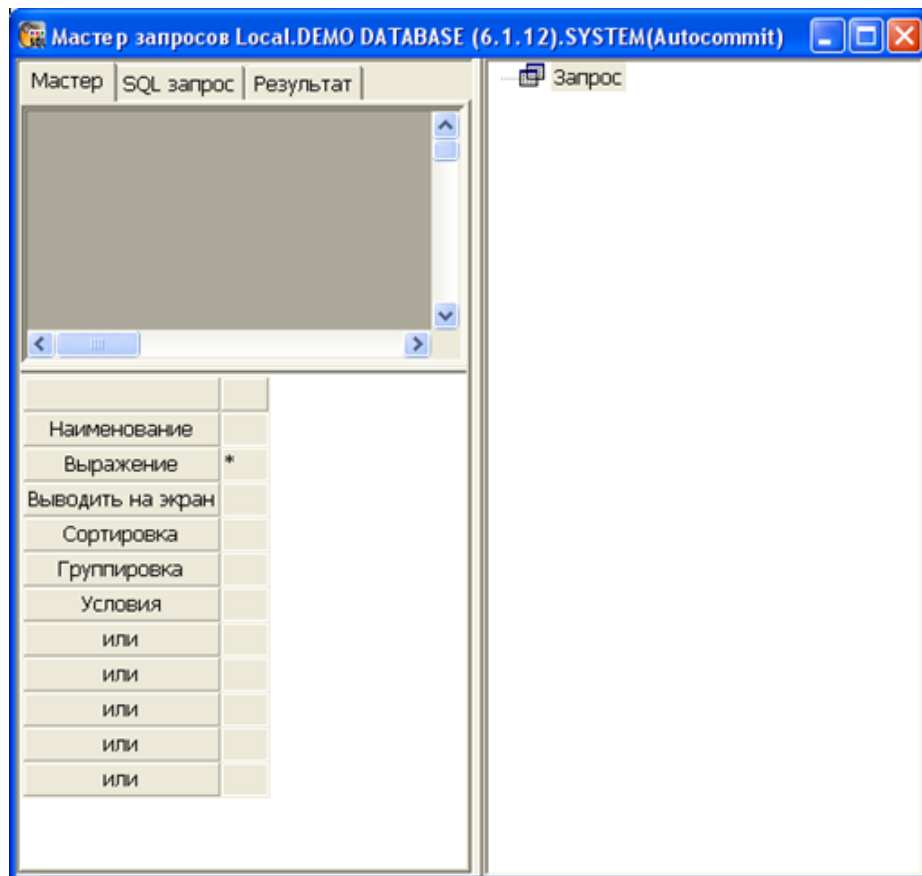 Мастер запросов Local.DEMO DATABASE (6.1.12).SYSTEM(Autocommit)
Мастер SQL запрос Результат
Запрос
Наименование
Выражение *
Выводить на экран
Сортировка
Группировка
Условия
или
или
или
или
или